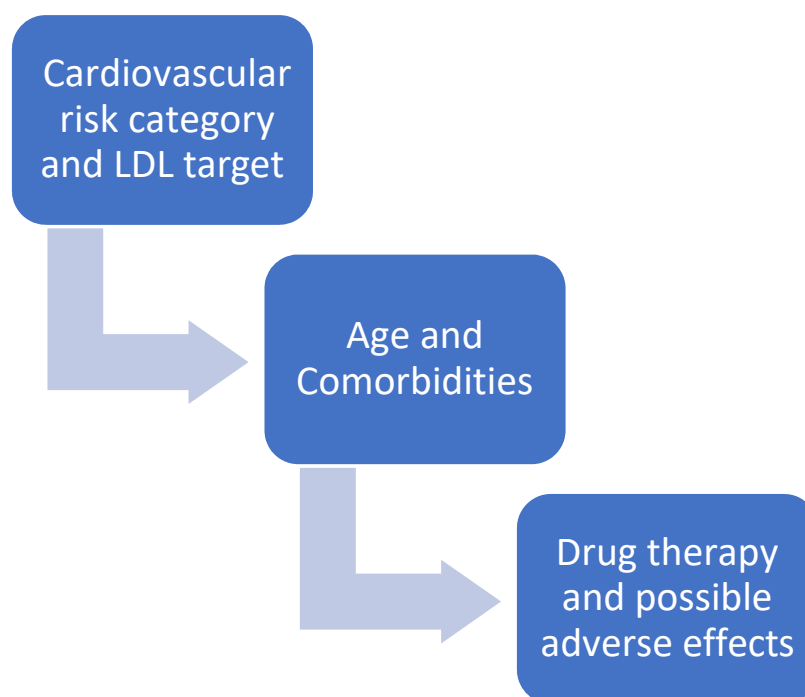 Cardiovascular
risk category
and LDL target
Age and
Comorbidities
Drug therapy
and possible
adverse effects